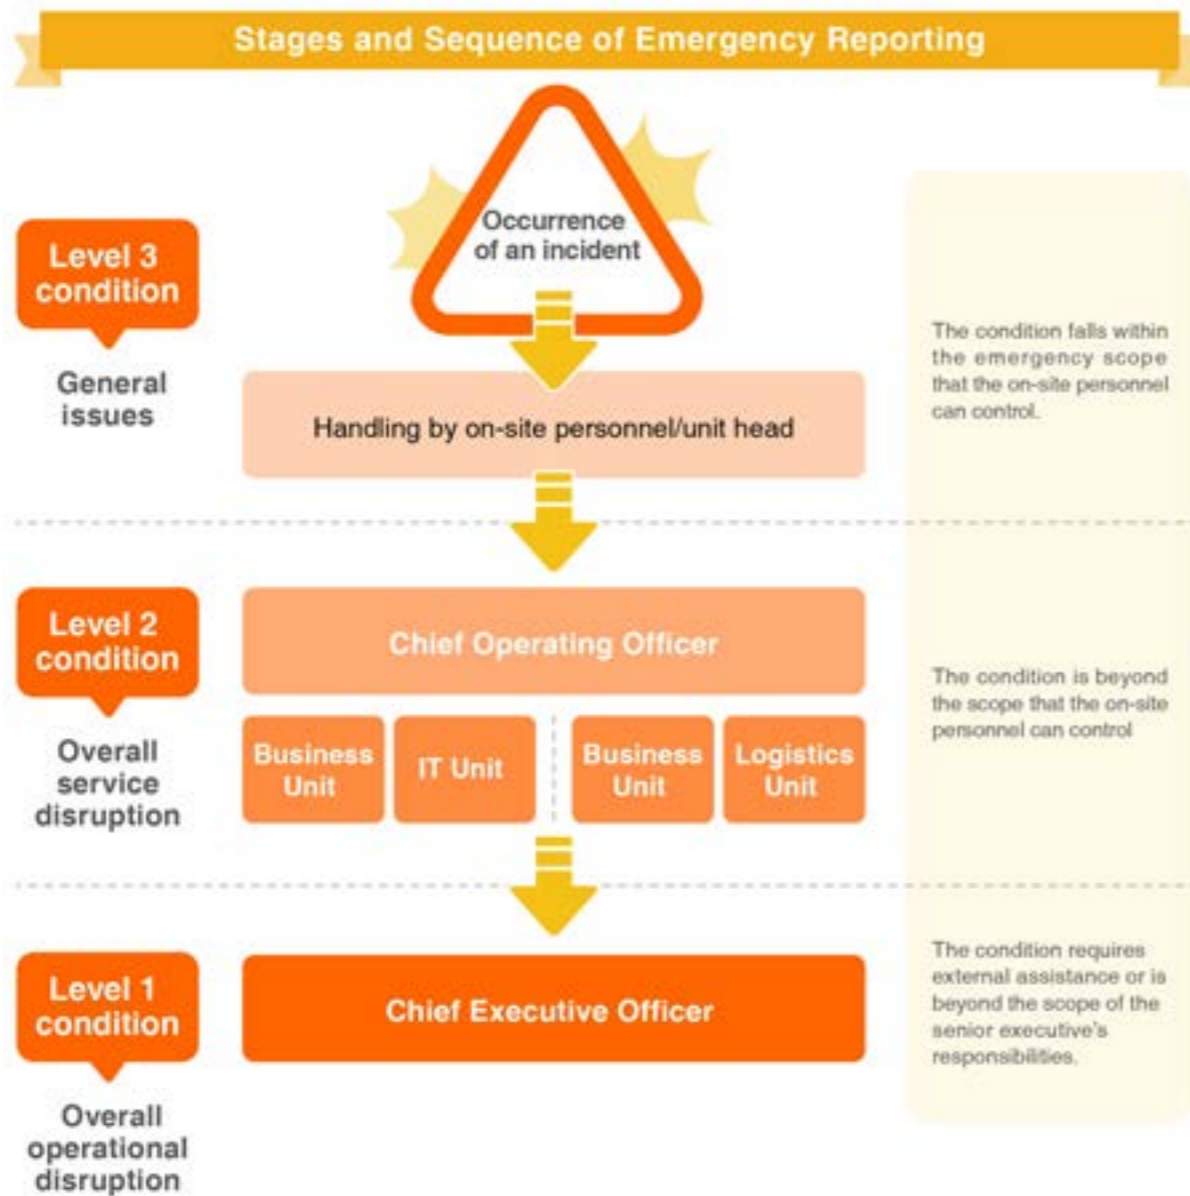 Stages and Sequence of Emergency Reporting
Occurrence
of an incident
Level 3
condition
General
issues
Handling by on-site personnel/unit head
The condition falls within
the emergency scope
that the on-site personnel
can control.
Level 2
condition
Overall
service
disruption
Chief Operating Officer
Business
Unit
IT Unit
Business
Unit
Logistics
Unit
The condition is beyond
the scope that the on-site
personnel can control
Level 1
condition
Overall
operational
disruption
Chief Executive Officer
The condition requires
external assistance or is
beyond the scope of the
senior executive's
responsibilities.